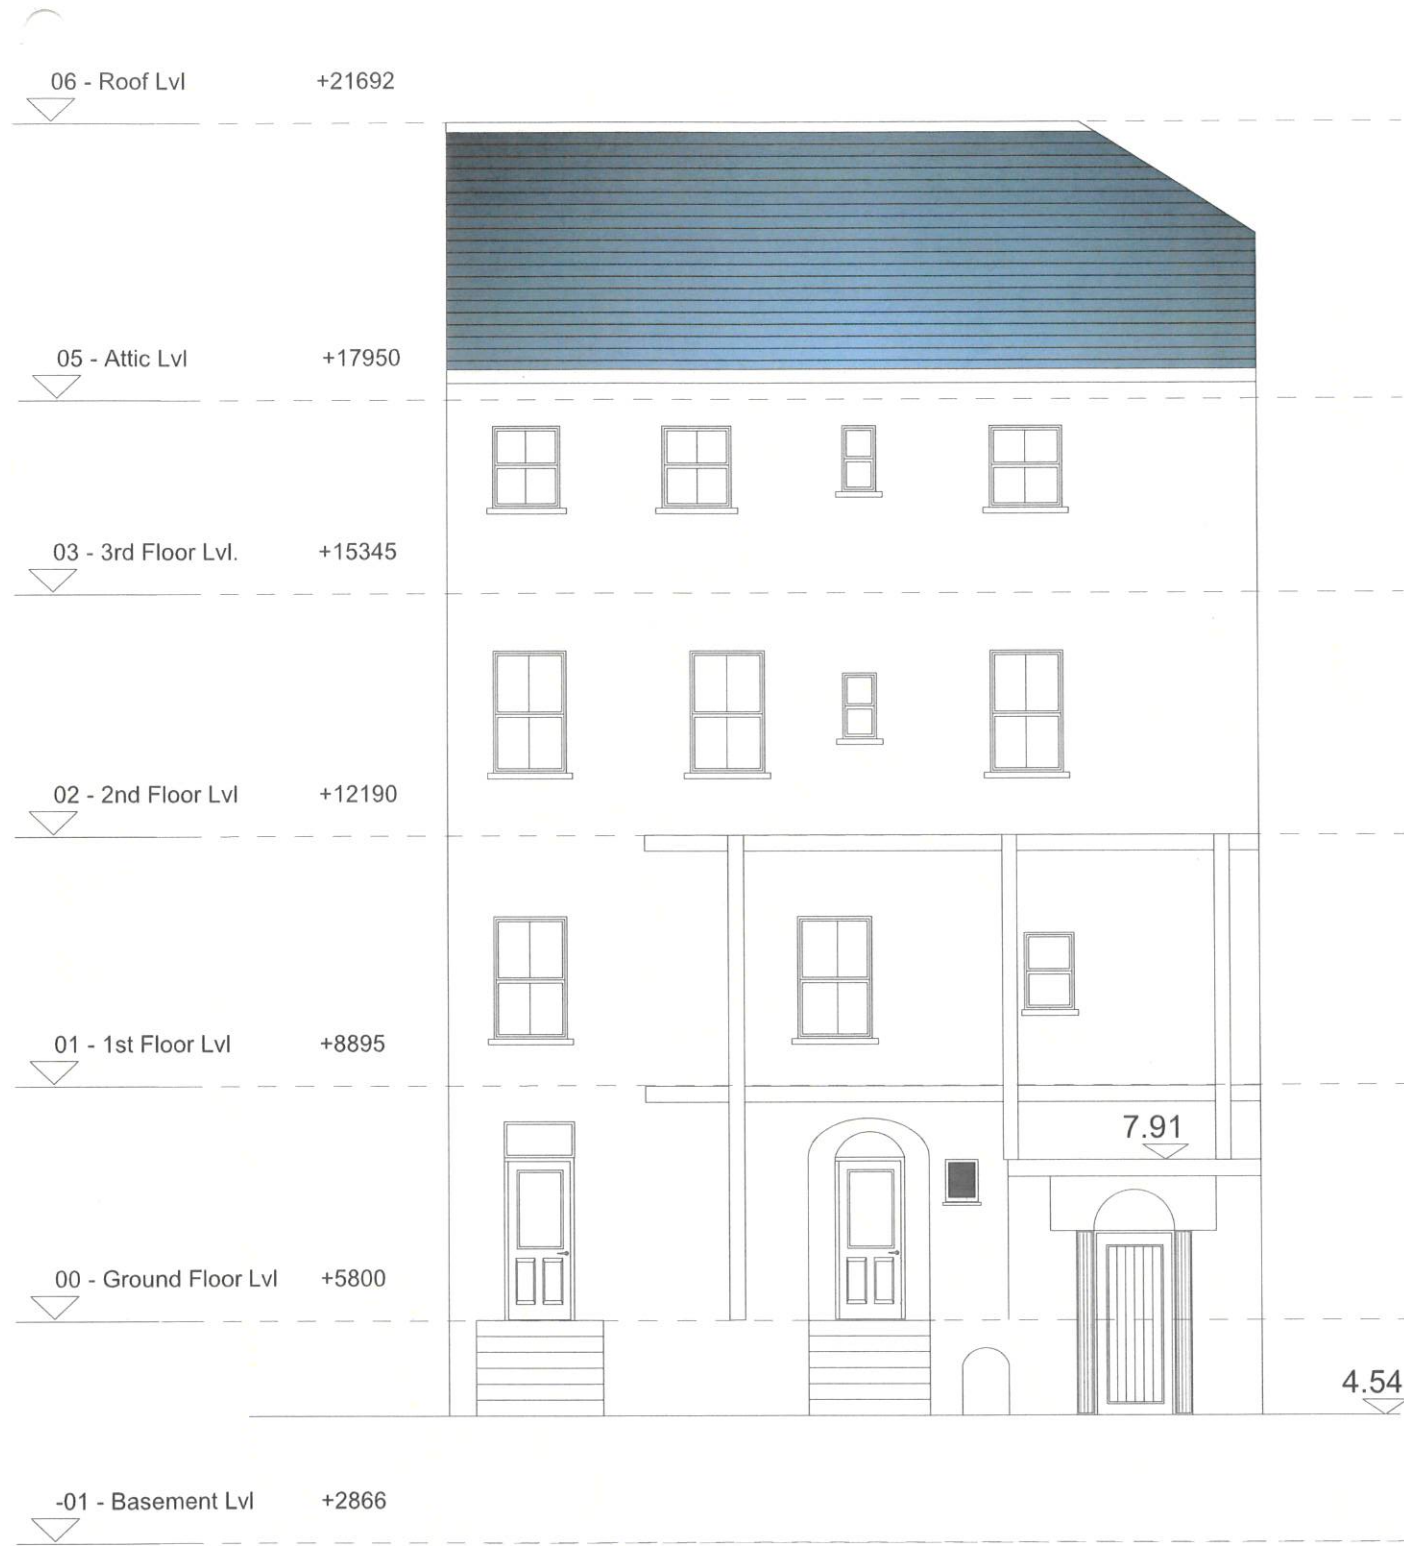 06 - Roof Lvl +21692
05 - Attic Lvl +17950
03 - 3rd Floor Lvl. +15345
02 - 2nd Floor Lvl +12190
01 - 1st Floor Lvl +8895
7.91
00 - Ground Floor Lvl +5800
4.54
-01 - Basement Lvl +2866